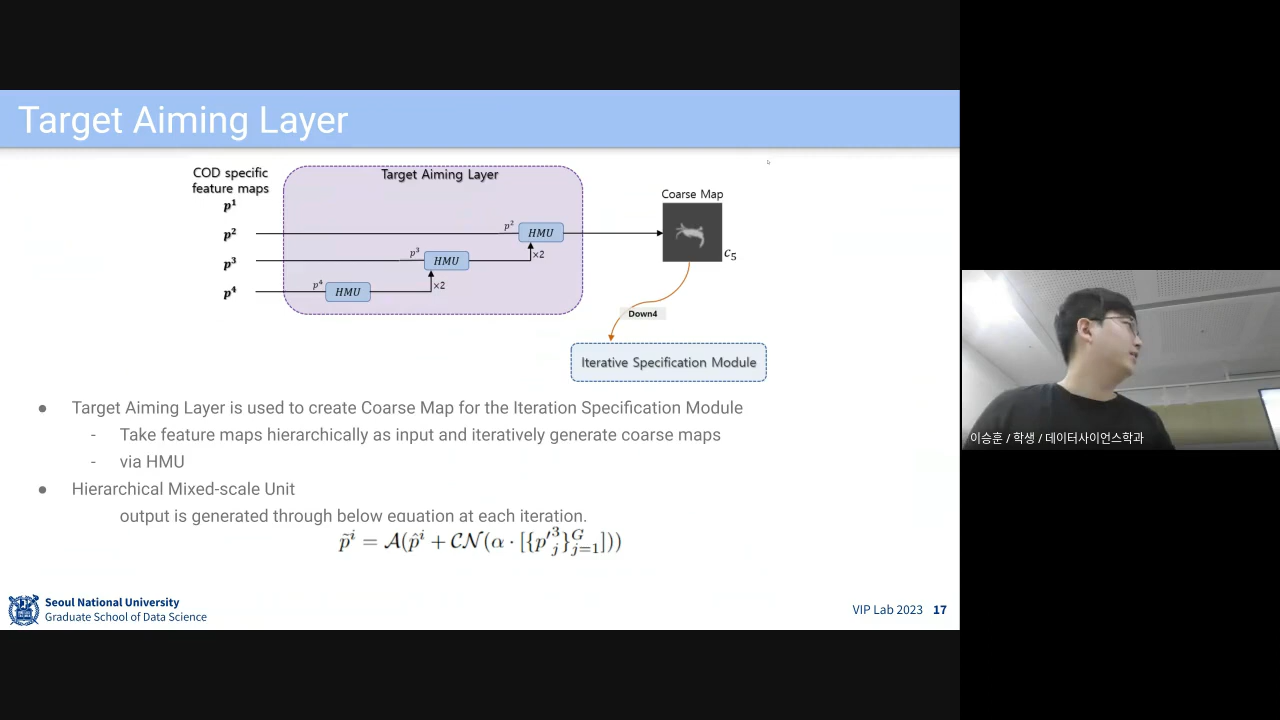 Target Aiming Layer
COD specific
feature maps
Target Aiming Layer
p¹
p²
p³
p⁴
p⁴ HMU
×2
p³ HMU
×2
p² HMU
Coarse Map
c₅
Down4
Iterative Specification Module
● Target Aiming Layer is used to create Coarse Map for the Iteration Specification Module
- Take feature maps hierarchically as input and iteratively generate coarse maps
- via HMU
● Hierarchical Mixed-scale Unit
output is generated through below equation at each iteration.
p̃ⁱ = 𝒜(p̂ⁱ + 𝒞𝒩(α · [{p′³ⱼ}ᴳⱼ₌₁]))
Seoul National University
Graduate School of Data Science
VIP Lab 2023 17
이승훈 / 학생 / 데이터사이언스학과